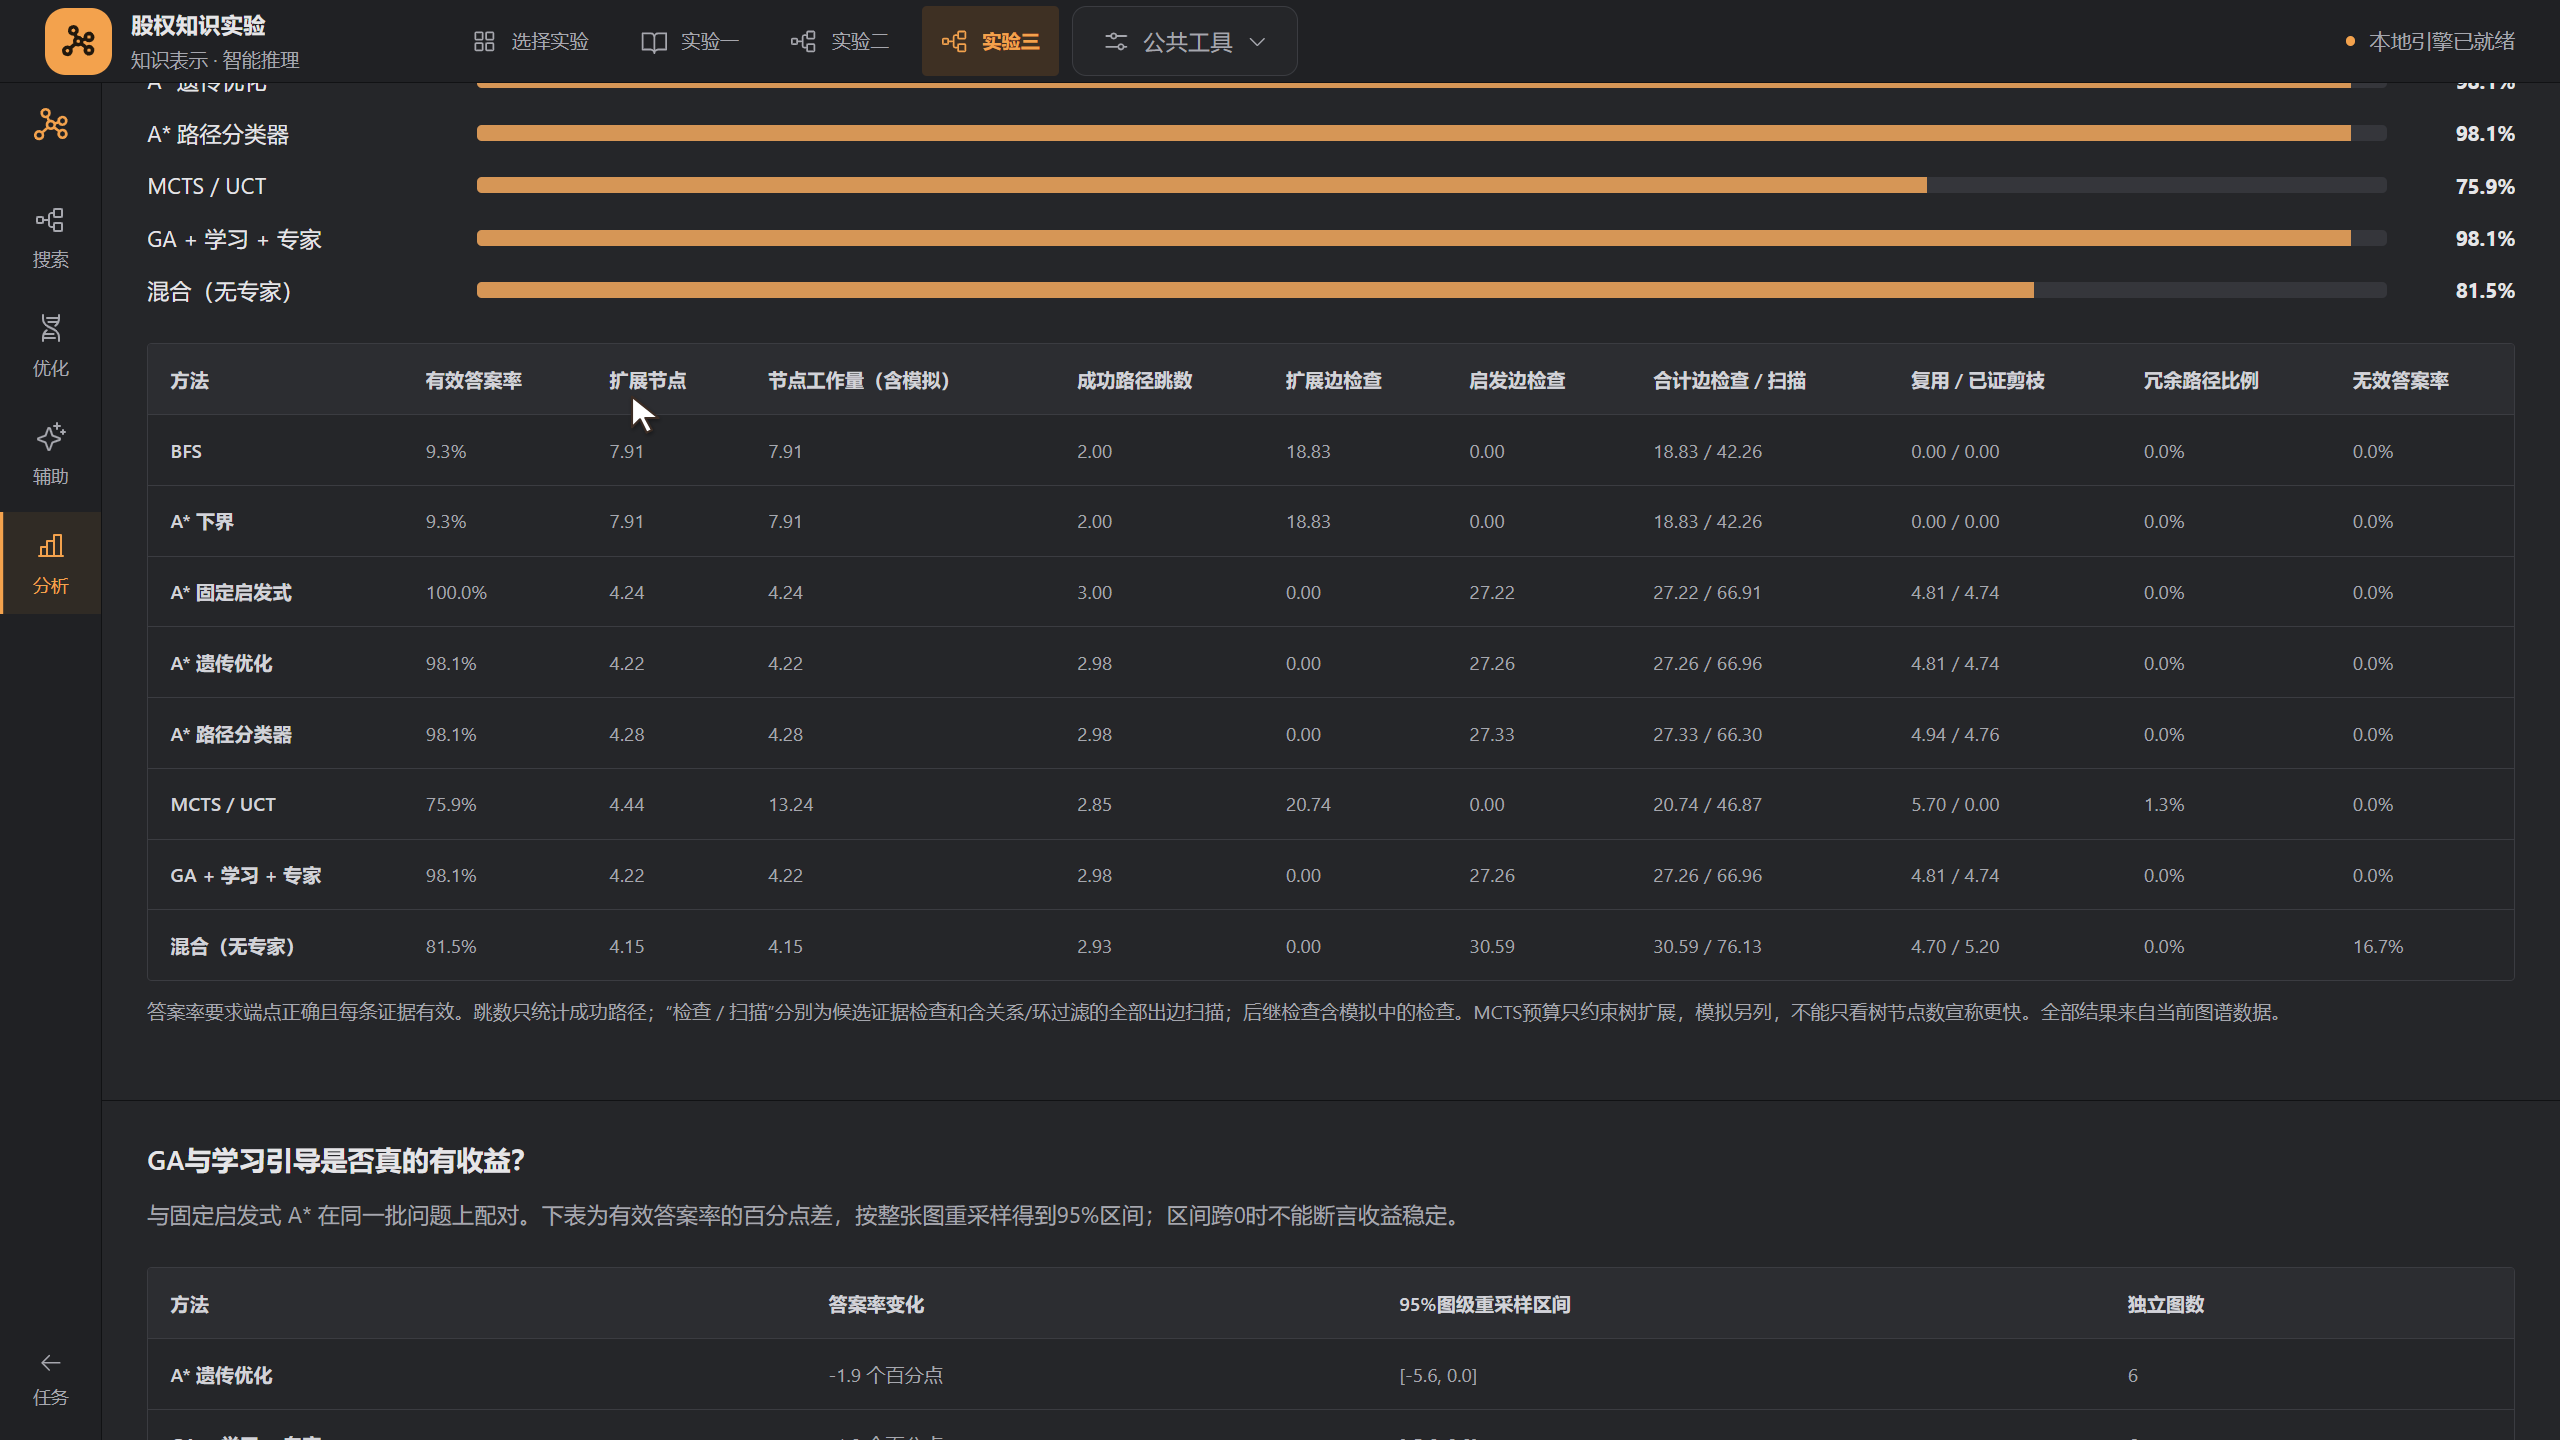 股权知识实验
知识表示 · 智能推理
选择实验
实验一
实验二
实验三
公共工具
本地引擎已就绪
搜索
优化
辅助
分析
任务
A* 遗传优化 98.1%
A* 路径分类器 98.1%
MCTS / UCT 75.9%
GA + 学习 + 专家 98.1%
混合（无专家） 81.5%
方法 有效答案率 扩展节点 节点工作量（含模拟） 成功路径跳数 扩展边检查 启发边检查 合计边检查 / 扫描 复用 / 已证剪枝 冗余路径比例 无效答案率
BFS 9.3% 7.91 7.91 2.00 18.83 0.00 18.83 / 42.26 0.00 / 0.00 0.0% 0.0%
A* 下界 9.3% 7.91 7.91 2.00 18.83 0.00 18.83 / 42.26 0.00 / 0.00 0.0% 0.0%
A* 固定启发式 100.0% 4.24 4.24 3.00 0.00 27.22 27.22 / 66.91 4.81 / 4.74 0.0% 0.0%
A* 遗传优化 98.1% 4.22 4.22 2.98 0.00 27.26 27.26 / 66.96 4.81 / 4.74 0.0% 0.0%
A* 路径分类器 98.1% 4.28 4.28 2.98 0.00 27.33 27.33 / 66.30 4.94 / 4.76 0.0% 0.0%
MCTS / UCT 75.9% 4.44 13.24 2.85 20.74 0.00 20.74 / 46.87 5.70 / 0.00 1.3% 0.0%
GA + 学习 + 专家 98.1% 4.22 4.22 2.98 0.00 27.26 27.26 / 66.96 4.81 / 4.74 0.0% 0.0%
混合（无专家） 81.5% 4.15 4.15 2.93 0.00 30.59 30.59 / 76.13 4.70 / 5.20 0.0% 16.7%
答案率要求端点正确且每条证据有效。跳数只统计成功路径；“检查 / 扫描”分别为候选证据检查和含关系/环过滤的全部出边扫描；后继检查含模拟中的检查。MCTS预算只约束树扩展，模拟另列，不能只看树节点数宣称更快。全部结果来自当前图谱数据。
GA与学习引导是否真的有收益？
与固定启发式 A* 在同一批问题上配对。下表为有效答案率的百分点差，按整张图重采样得到95%区间；区间跨0时不能断言收益稳定。
方法 答案率变化 95%图级重采样区间 独立图数
A* 遗传优化 -1.9 个百分点 [-5.6, 0.0] 6